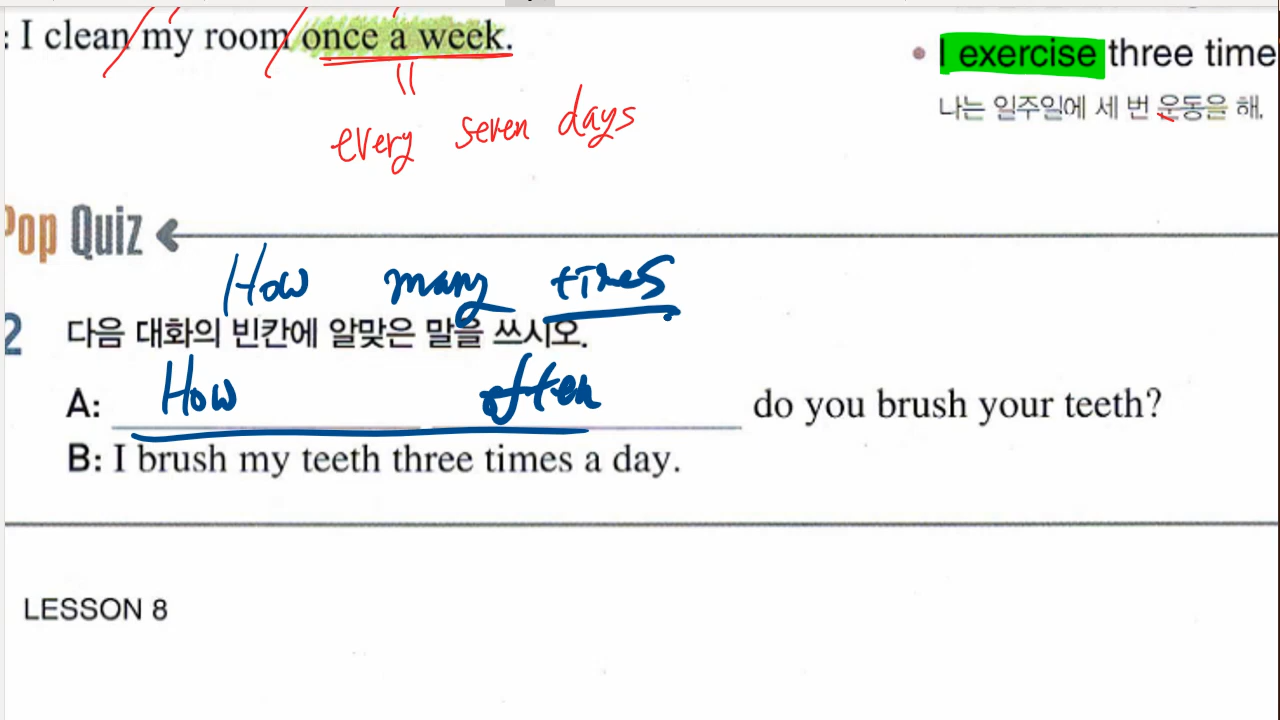 : I clean my room once a week.
every seven days
• I exercise three time
나는 일주일에 세 번 운동을 해.
Pop Quiz
How many times
2 다음 대화의 빈칸에 알맞은 말을 쓰시오.
A: How often do you brush your teeth?
B: I brush my teeth three times a day.
LESSON 8